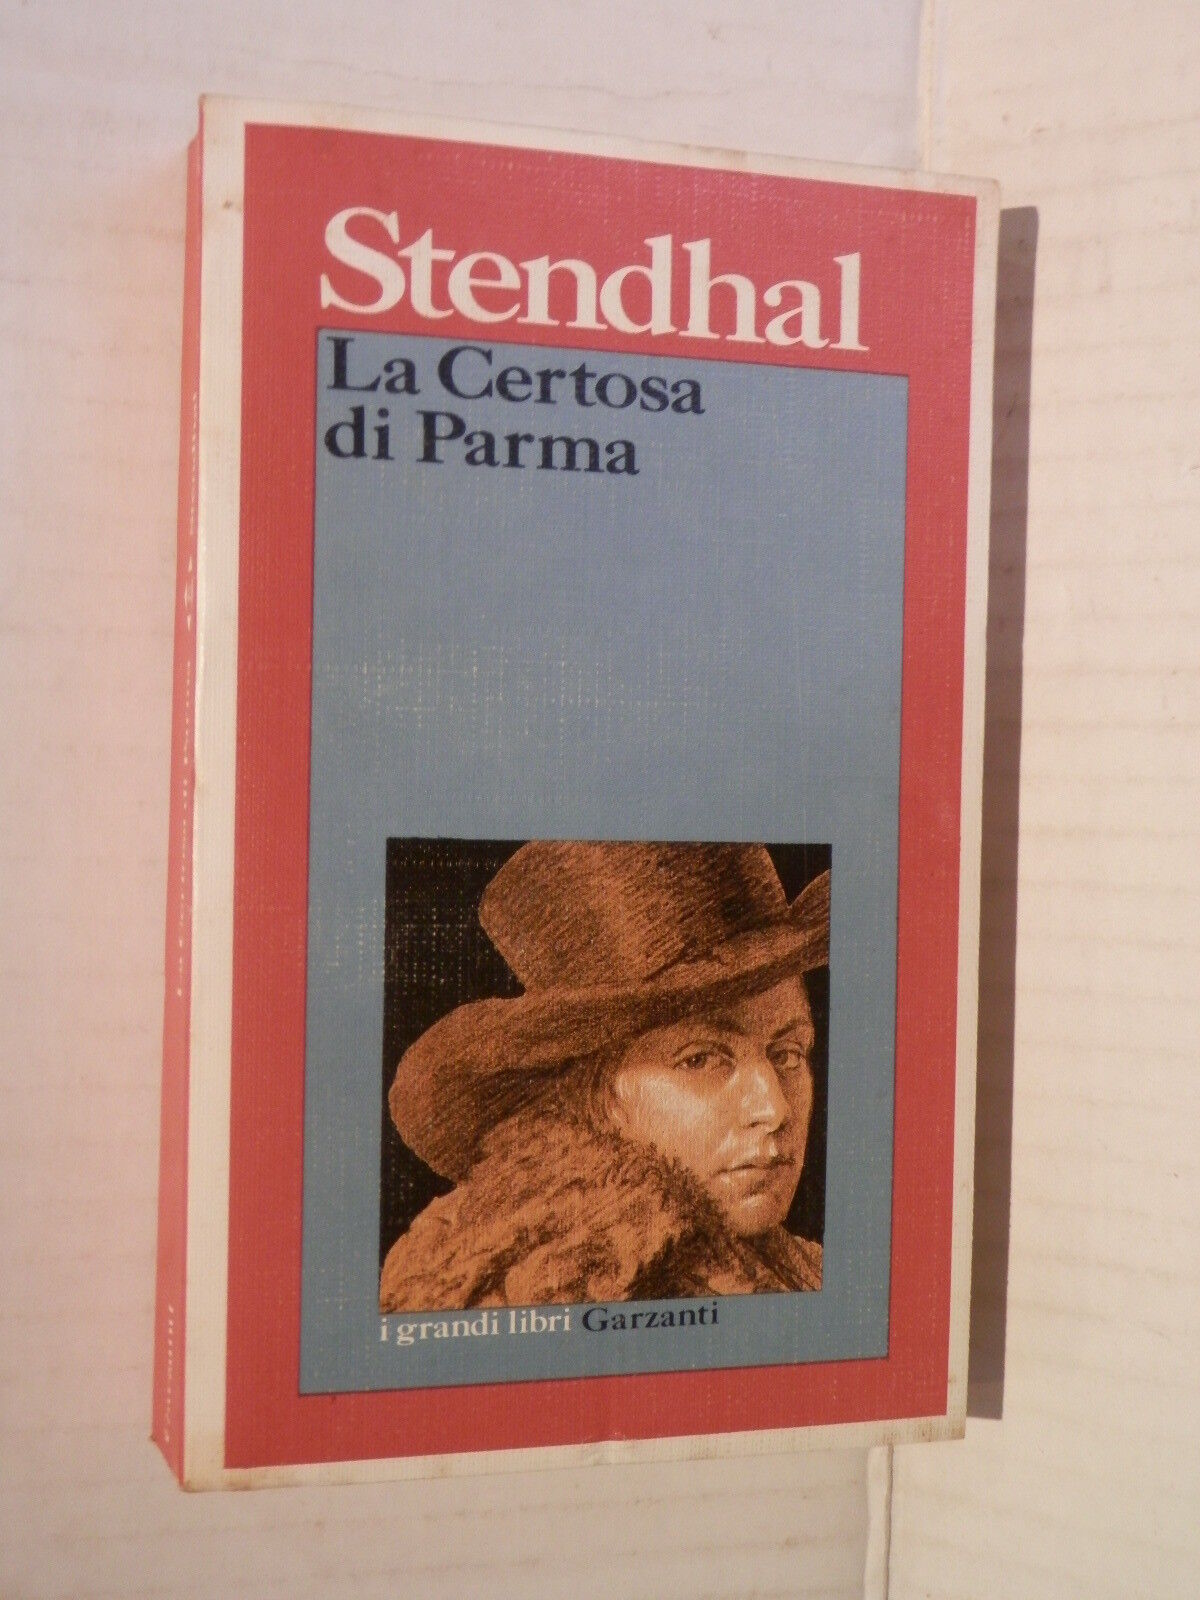 Stendhal
La Certosa
di Parma
i grandi libri Garzanti